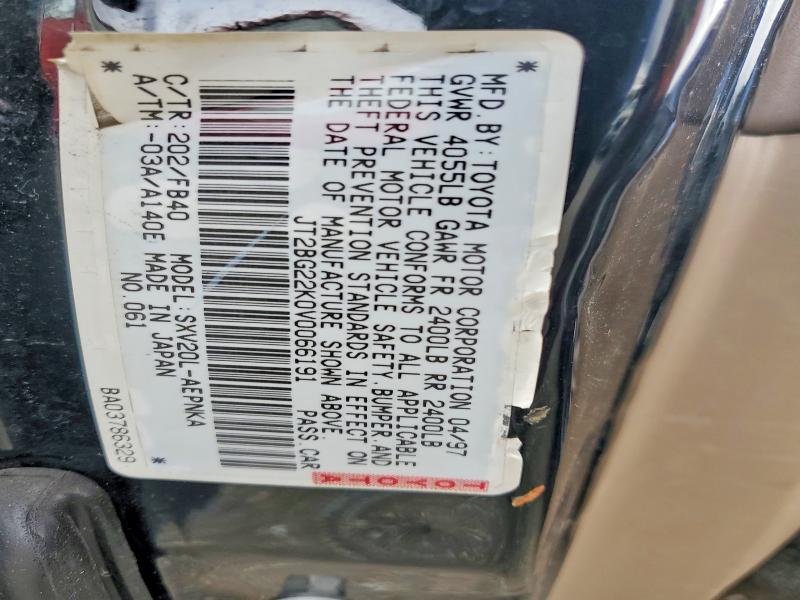 MFD. BY: TOYOTA MOTOR CORPORATION 04/97
GVWR 4055LB GAWR FR 2400LB RR 2400LB
THIS VEHICLE CONFORMS TO ALL APPLICABLE
FEDERAL MOTOR VEHICLE SAFETY, BUMPER, AND
THEFT PREVENTION STANDARDS IN EFFECT ON
THE DATE OF MANUFACTURE SHOWN ABOVE.
JT2BG22K0V0066191 PASS.CAR
C/TR: 202/FB40 MODEL: SXV20L-AEPNKA
A/TM: -03A/A140E MADE IN JAPAN
NO. 061
BA03786329
TOYOTA